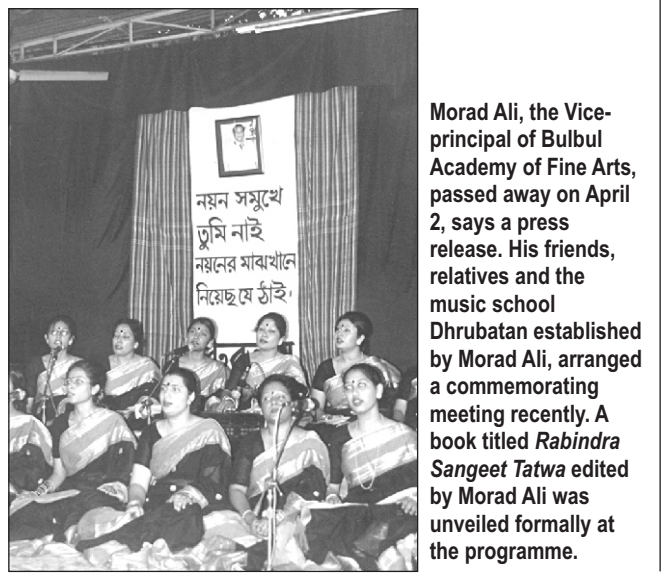 নয়ন সমুখে
তুমি নাই
নয়নের মাঝখানে
নিয়েছ যে ঠাঁই।
Morad Ali, the Vice-
principal of Bulbul
Academy of Fine Arts,
passed away on April
2, says a press
release. His friends,
relatives and the
music school
Dhrubatan established
by Morad Ali, arranged
a commemorating
meeting recently. A
book titled Rabindra
Sangeet Tatwa edited
by Morad Ali was
unveiled formally at
the programme.